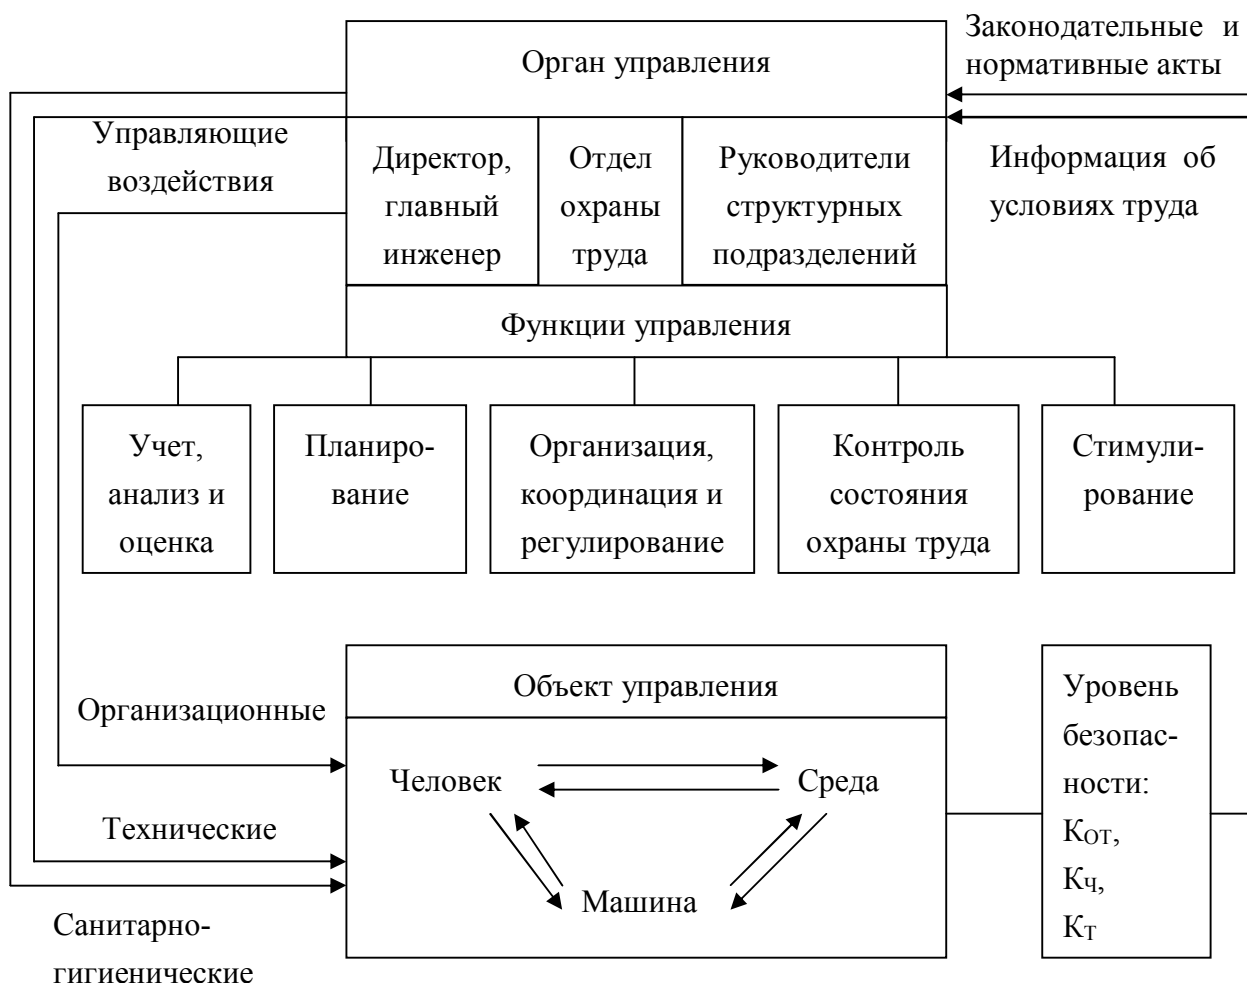 Законодательные и
нормативные акты
Орган управления
Управляющие
воздействия
Директор,
главный
инженер
Отдел
охраны
труда
Руководители
структурных
подразделений
Информация об
условиях труда
Функции управления
Учет,
анализ и
оценка
Планиро-
вание
Организация,
координация и
регулирование
Контроль
состояния
охраны труда
Стимули-
рование
Объект управления
Организационные
Человек
Среда
Технические
Машина
Санитарно-
гигиенические
Уровень
безопас-
ности:
КОТ,
КЧ,
КТ